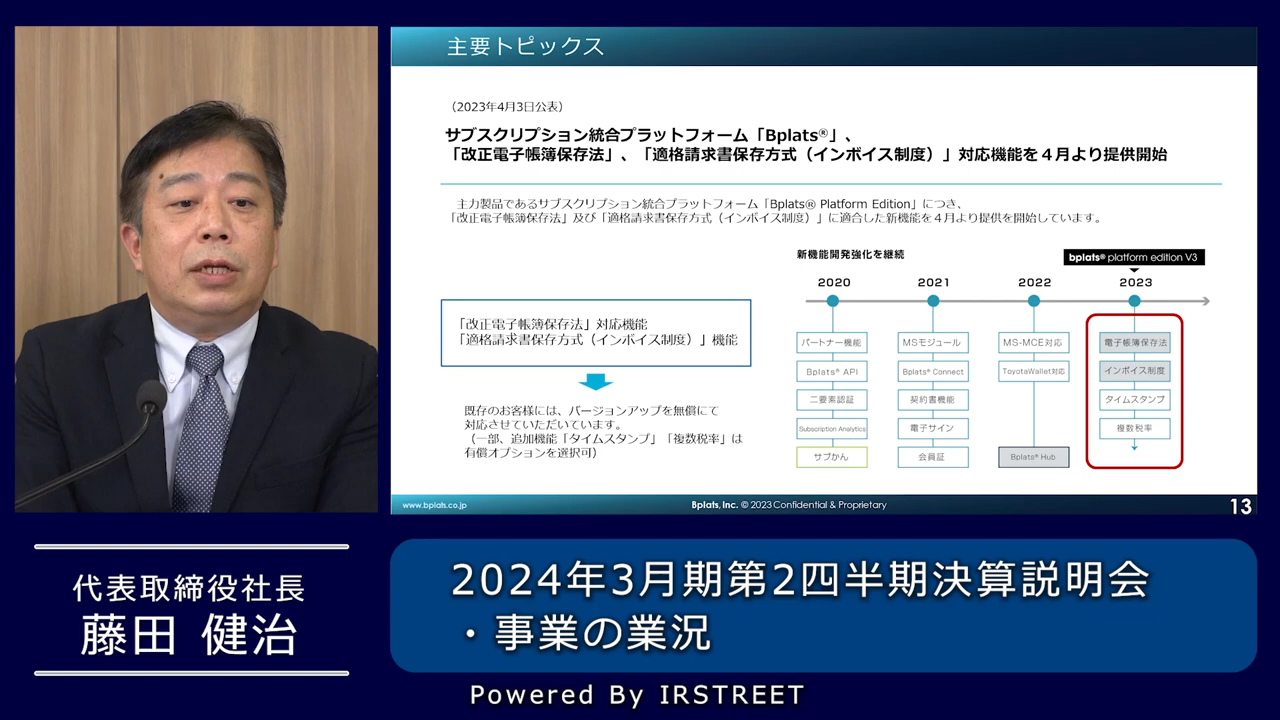 主要トピックス
（2023年4月3日公表）
サブスクリプション統合プラットフォーム「Bplats®」、
「改正電子帳簿保存法」、「適格請求書保存方式（インボイス制度）」対応機能を４月より提供開始
主力製品であるサブスクリプション統合プラットフォーム「Bplats® Platform Edition」につき、
「改正電子帳簿保存法」及び「適格請求書保存方式（インボイス制度）」に適合した新機能を４月より提供を開始しています。
新機能開発強化を継続
bplats® platform edition V3
2020
2021
2022
2023
「改正電子帳簿保存法」対応機能
「適格請求書保存方式（インボイス制度）」機能
既存のお客様には、バージョンアップを無償にて
対応させていただいています。
（一部、追加機能「タイムスタンプ」「複数税率」は
有償オプションを選択可）
パートナー機能
Bplats® API
二要素認証
Subscription Analytics
サブかん
MSモジュール
Bplats® Connect
契約書機能
電子サイン
会員証
MS-MCE対応
ToyotaWallet対応
Bplats® Hub
電子帳簿保存法
インボイス制度
タイムスタンプ
複数税率
www.bplats.co.jp
Bplats, Inc. © 2023 Confidential & Proprietary
13
代表取締役社長
藤田 健治
2024年3月期第2四半期決算説明会
・事業の業況
Powered By IRSTREET